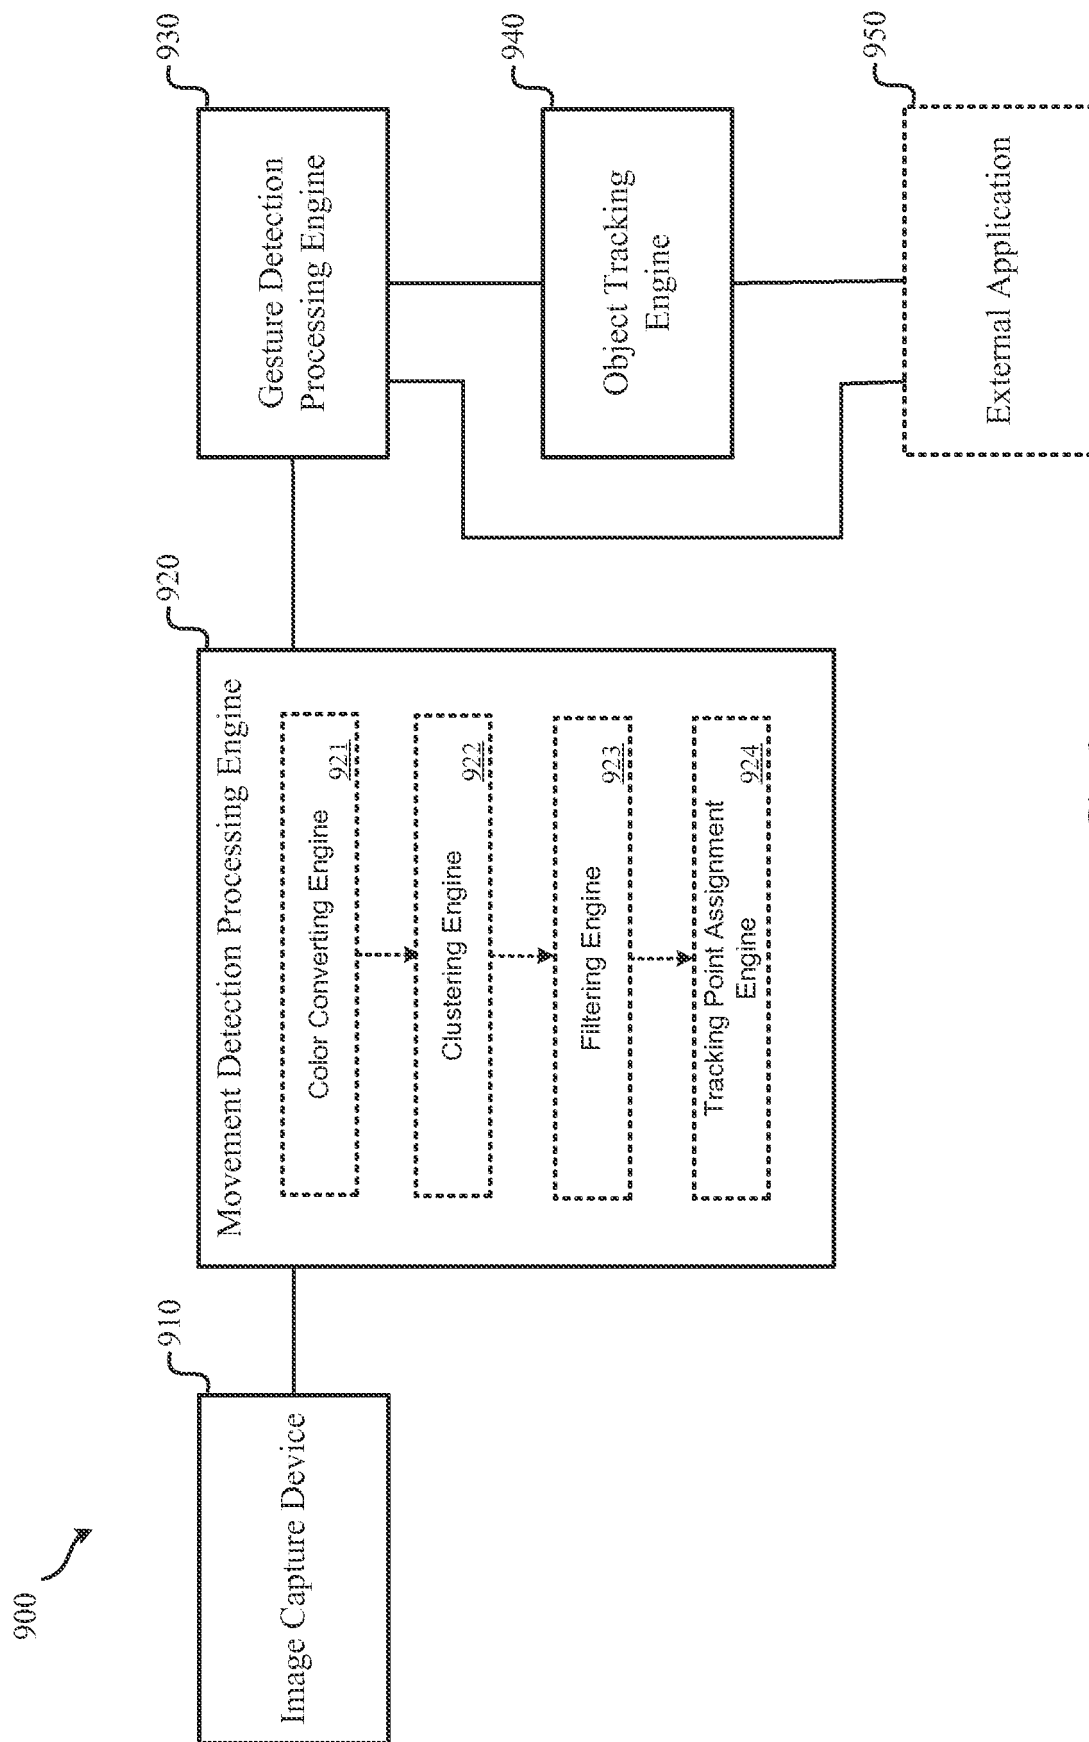 900
910
Image Capture Device
920
Movement Detection Processing Engine
Color Converting Engine
921
Clustering Engine
922
Filtering Engine
923
Tracking Point Assignment
Engine
924
930
Gesture Detection
Processing Engine
940
Object Tracking
Engine
950
External Application